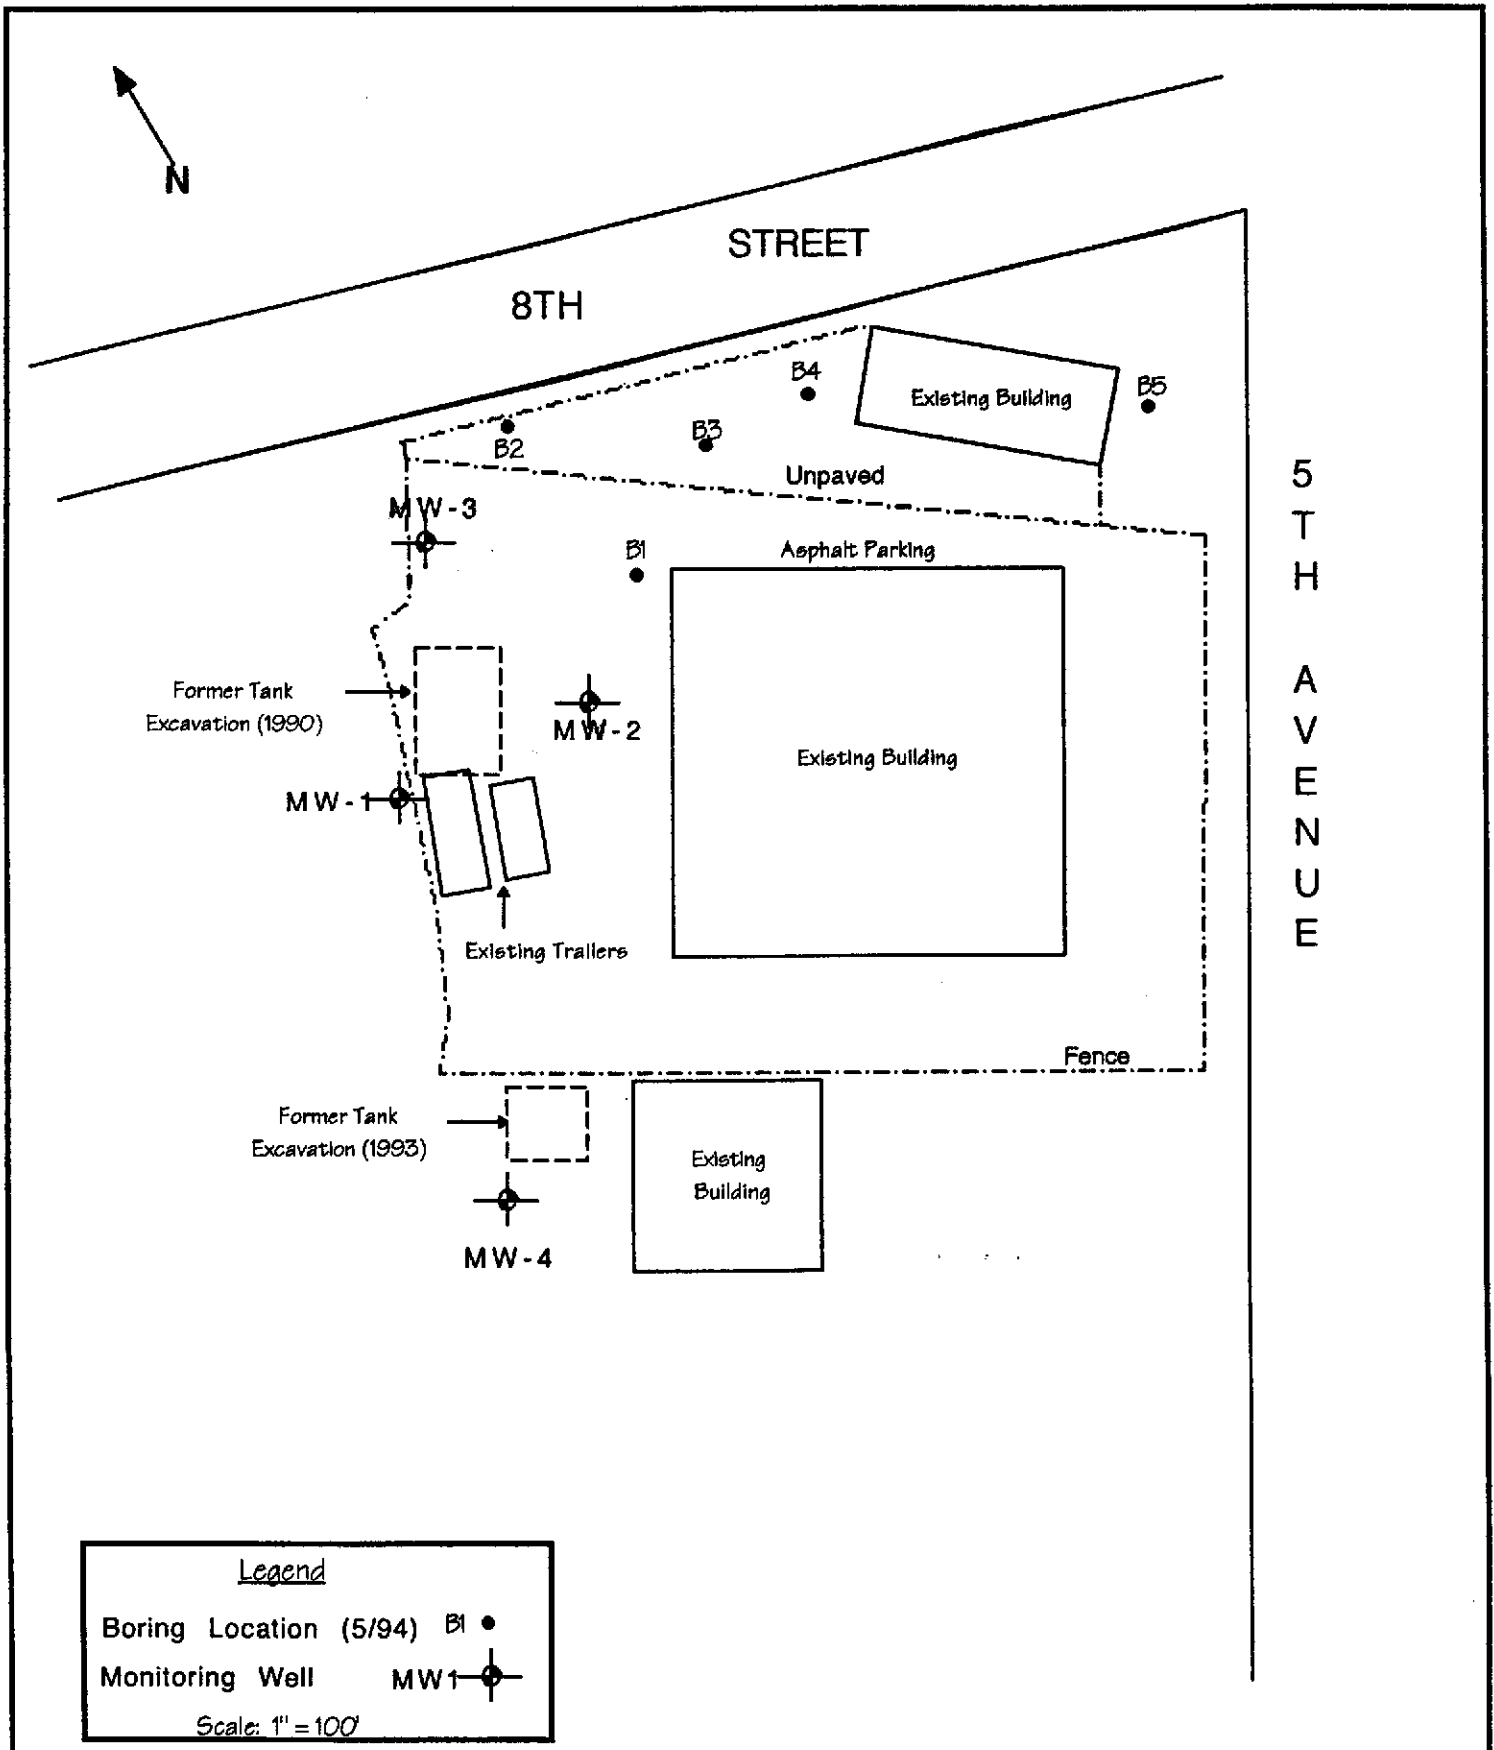 N
STREET
8TH
B4
Existing Building
B5
B2
B3
Unpaved
MW-3
B1
Asphalt Parking
5TH AVENUE
Former Tank
Excavation (1990)
MW-2
Existing Building
MW-1
Existing Trailers
Fence
Former Tank
Excavation (1993)
Existing
Building
MW-4
Legend
Boring Location (5/94) B1
Monitoring Well MW1
Scale: 1" = 100'